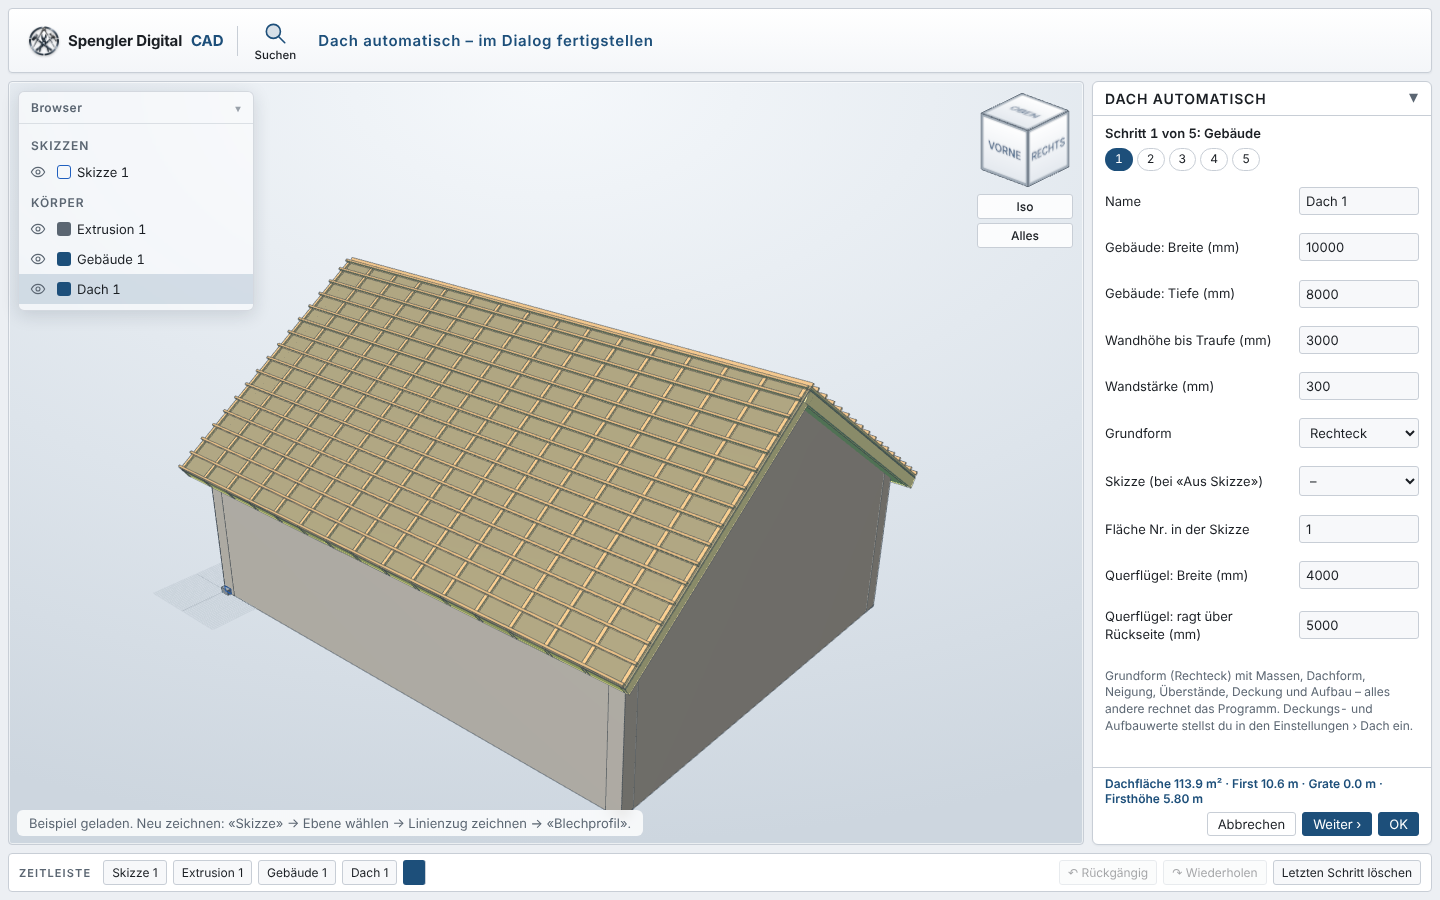 Spengler Digital CAD
Suchen
Dach automatisch – im Dialog fertigstellen
Browser
SKIZZEN
Skizze 1
KÖRPER
Extrusion 1
Gebäude 1
Dach 1
OBEN
VORNE
RECHTS
Iso
Alles
Beispiel geladen. Neu zeichnen: «Skizze» → Ebene wählen → Linienzug zeichnen → «Blechprofil».
DACH AUTOMATISCH
Schritt 1 von 5: Gebäude
1 2 3 4 5
Name Dach 1
Gebäude: Breite (mm) 10000
Gebäude: Tiefe (mm) 8000
Wandhöhe bis Traufe (mm) 3000
Wandstärke (mm) 300
Grundform Rechteck
Skizze (bei «Aus Skizze») –
Fläche Nr. in der Skizze 1
Querflügel: Breite (mm) 4000
Querflügel: ragt über
Rückseite (mm) 5000
Grundform (Rechteck) mit Massen, Dachform,
Neigung, Überstände, Deckung und Aufbau – alles
andere rechnet das Programm. Deckungs- und
Aufbauwerte stellst du in den Einstellungen › Dach ein.
Dachfläche 113.9 m² · First 10.6 m · Grate 0.0 m ·
Firsthöhe 5.80 m
Abbrechen Weiter › OK
ZEITLEISTE Skizze 1 Extrusion 1 Gebäude 1 Dach 1
↶ Rückgängig ↷ Wiederholen Letzten Schritt löschen